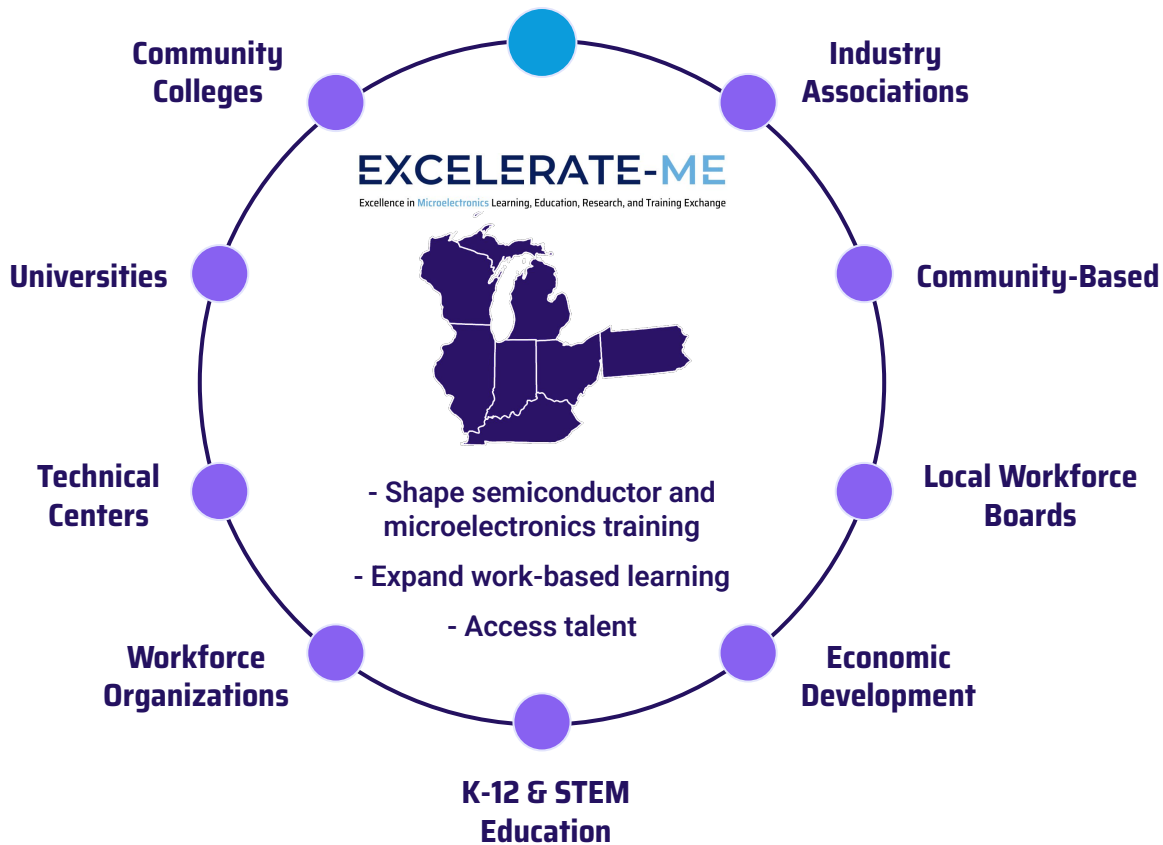 Community
Colleges
Industry
Associations
EXCELERATE-ME
Excellence in Microelectronics Learning, Education, Research, and Training Exchange
Universities
Community-Based
Technical
Centers
Local Workforce
Boards
- Shape semiconductor and
microelectronics training
- Expand work-based learning
- Access talent
Workforce
Organizations
Economic
Development
K-12 & STEM
Education